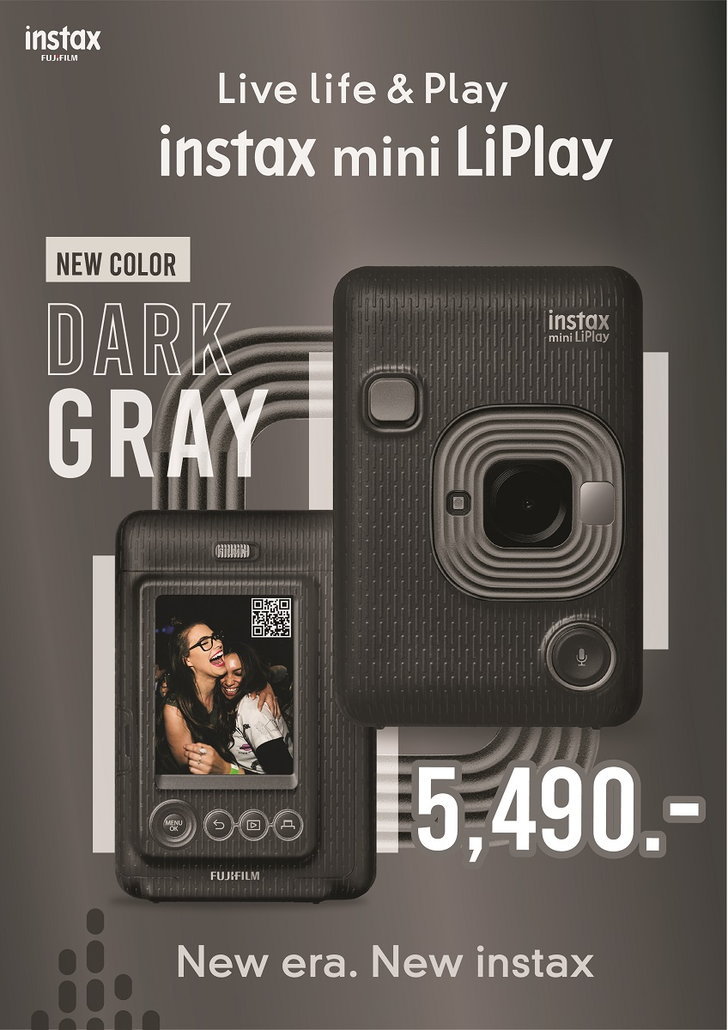 instax
FUJIFILM
Live life & Play
instax mini LiPlay
NEW COLOR
DARK
GRAY
instax
mini LiPlay
MENU
OK
FUJIFILM
5,490.-
New era. New instax